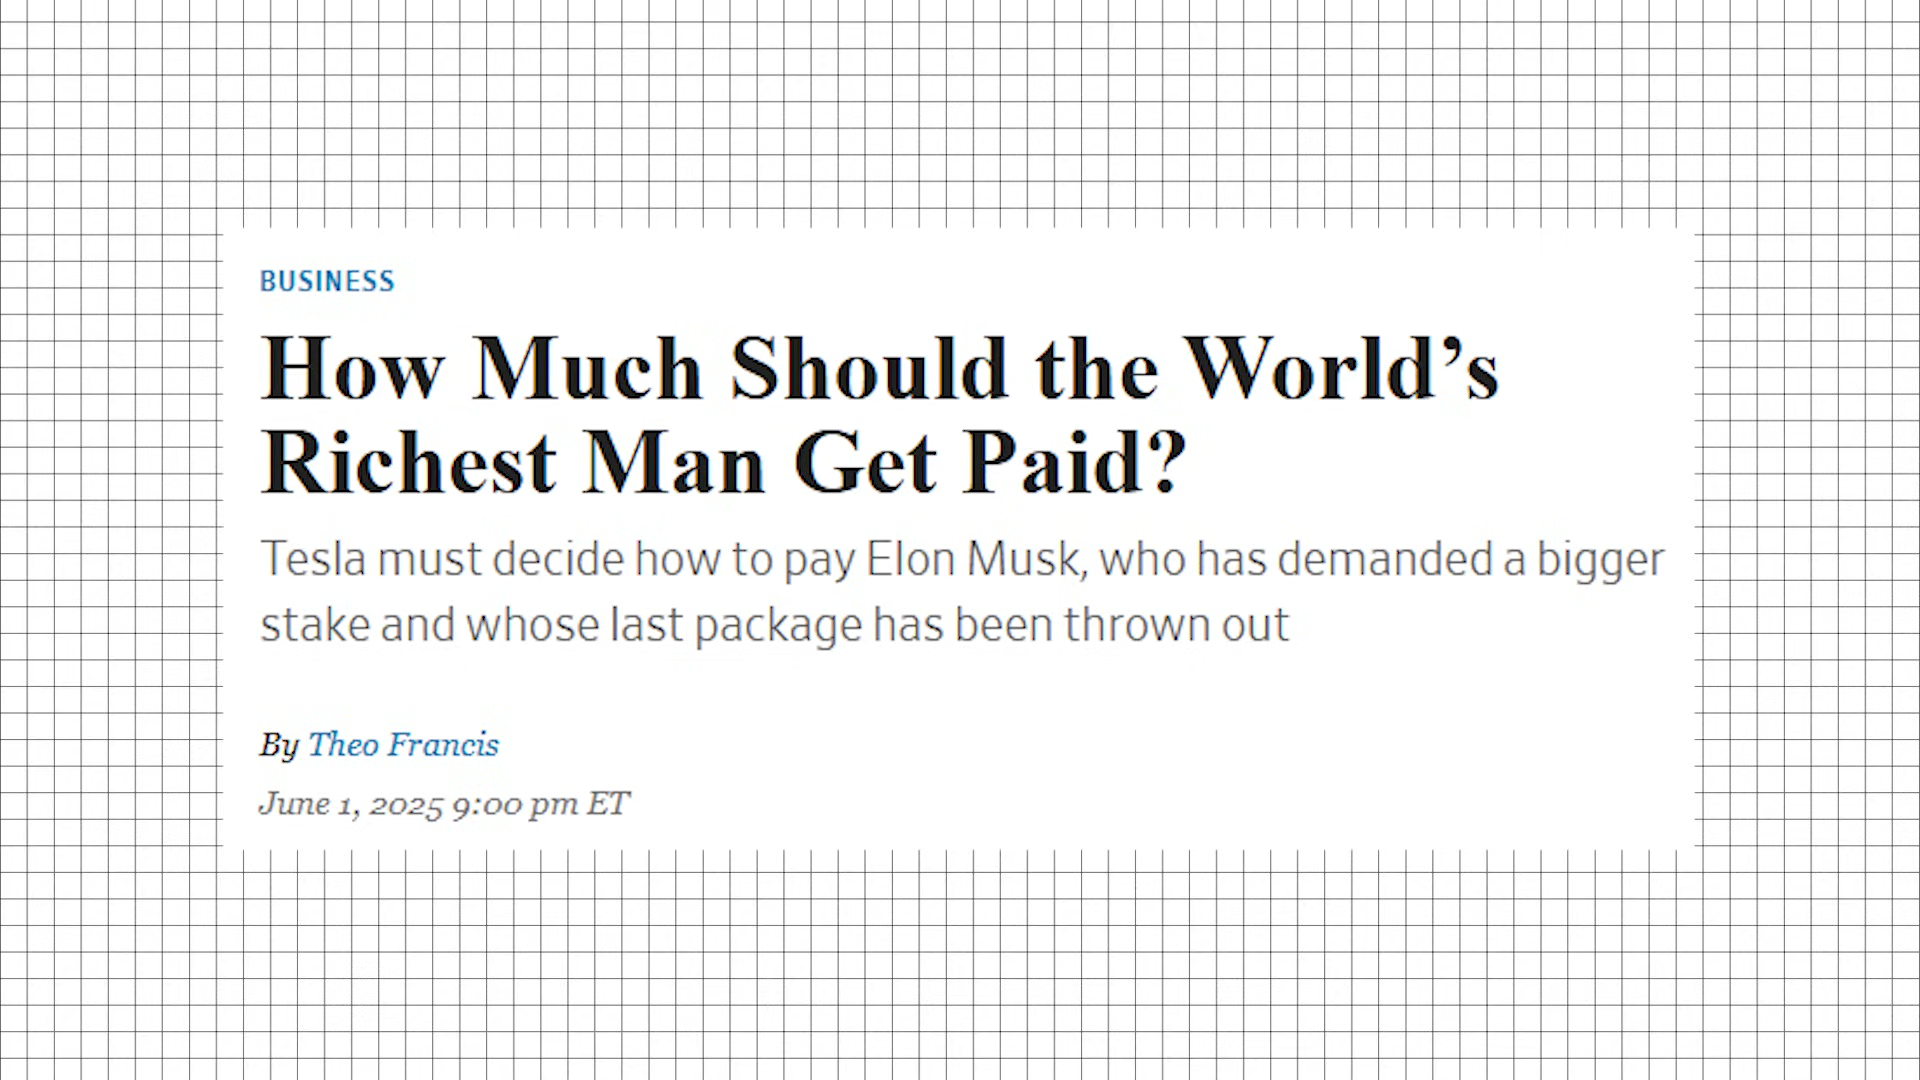 BUSINESS
How Much Should the World’s
Richest Man Get Paid?
Tesla must decide how to pay Elon Musk, who has demanded a bigger
stake and whose last package has been thrown out
By Theo Francis
June 1, 2025 9:00 pm ET